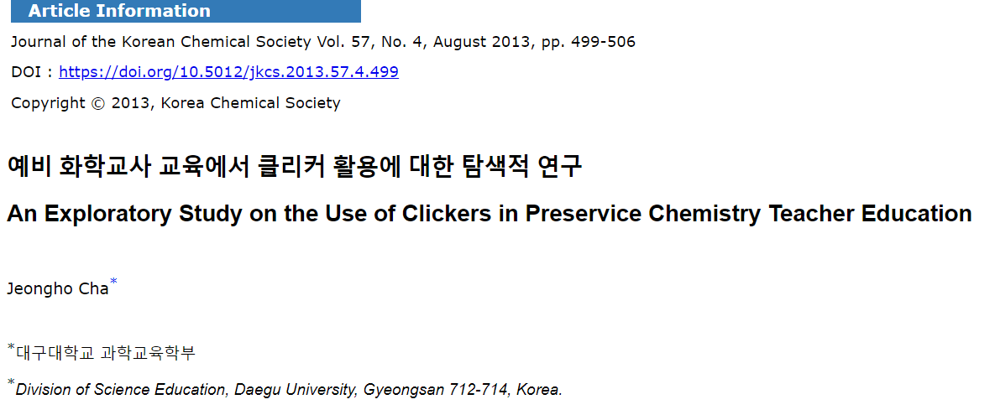 Article Information
Journal of the Korean Chemical Society Vol. 57, No. 4, August 2013, pp. 499-506
DOI : https://doi.org/10.5012/jkcs.2013.57.4.499
Copyright © 2013, Korea Chemical Society
예비 화학교사 교육에서 클리커 활용에 대한 탐색적 연구
An Exploratory Study on the Use of Clickers in Preservice Chemistry Teacher Education
Jeongho Cha*
*대구대학교 과학교육학부
*Division of Science Education, Daegu University, Gyeongsan 712-714, Korea.